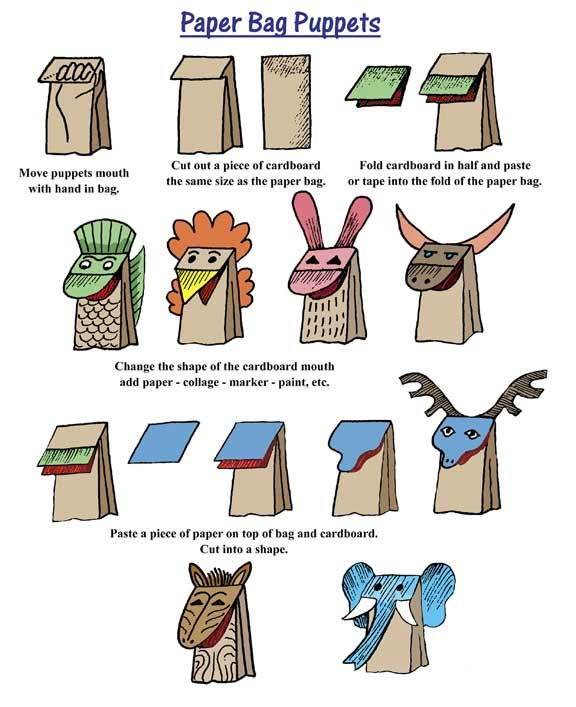 Paper Bag Puppets
Move puppets mouth
with hand in bag.
Cut out a piece of cardboard
the same size as the paper bag.
Fold cardboard in half and paste
or tape into the fold of the paper bag.
Change the shape of the cardboard mouth
add paper - collage - marker - paint, etc.
Paste a piece of paper on top of bag and cardboard.
Cut into a shape.